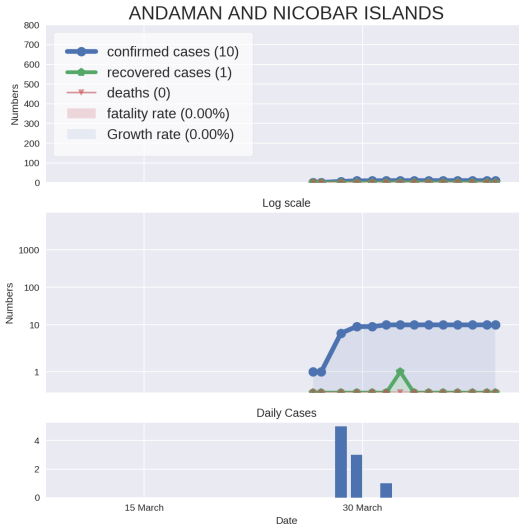 ANDAMAN AND NICOBAR ISLANDS
800
700
600
500
400
300
200
100
0
Numbers
confirmed cases (10)
recovered cases (1)
deaths (0)
fatality rate (0.00%)
Growth rate (0.00%)
Log scale
1000
100
10
1
Numbers
Daily Cases
4
2
0
15 March
30 March
Date